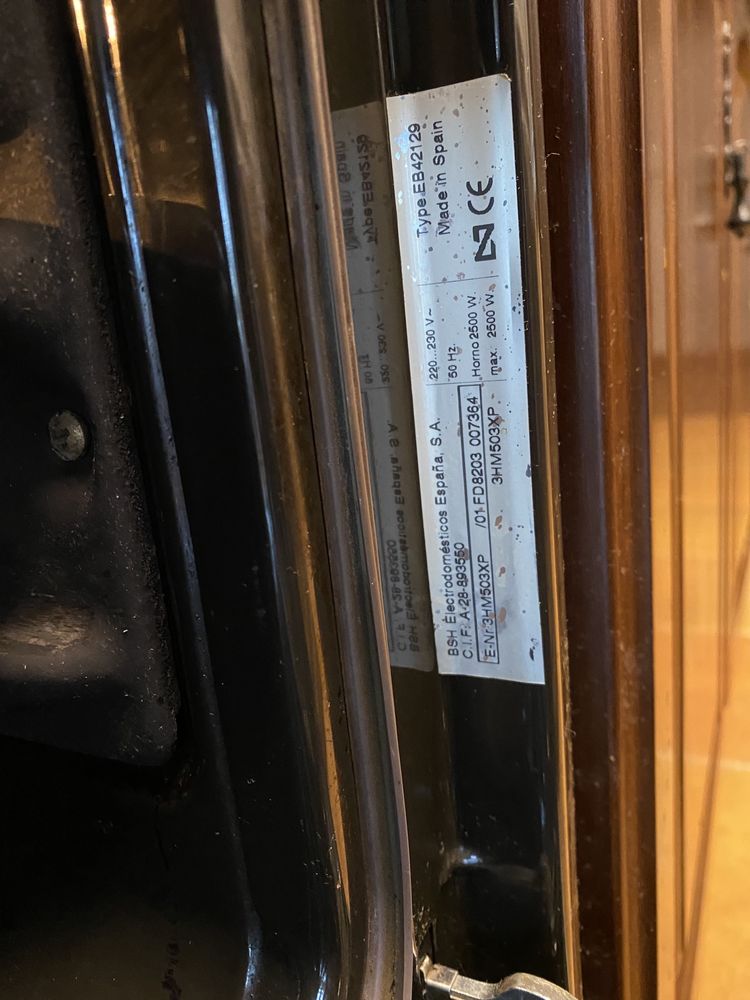 BSH Electrodomésticos España, S.A.
C.I.F: A-28-893550
E-Nr. 3HM503XP /01 FD8203 007364
3HM503XP
220...230 V~
50 Hz
Horno 2500 W.
max. 2500 W.
Type EB42129
Made in Spain
N CE